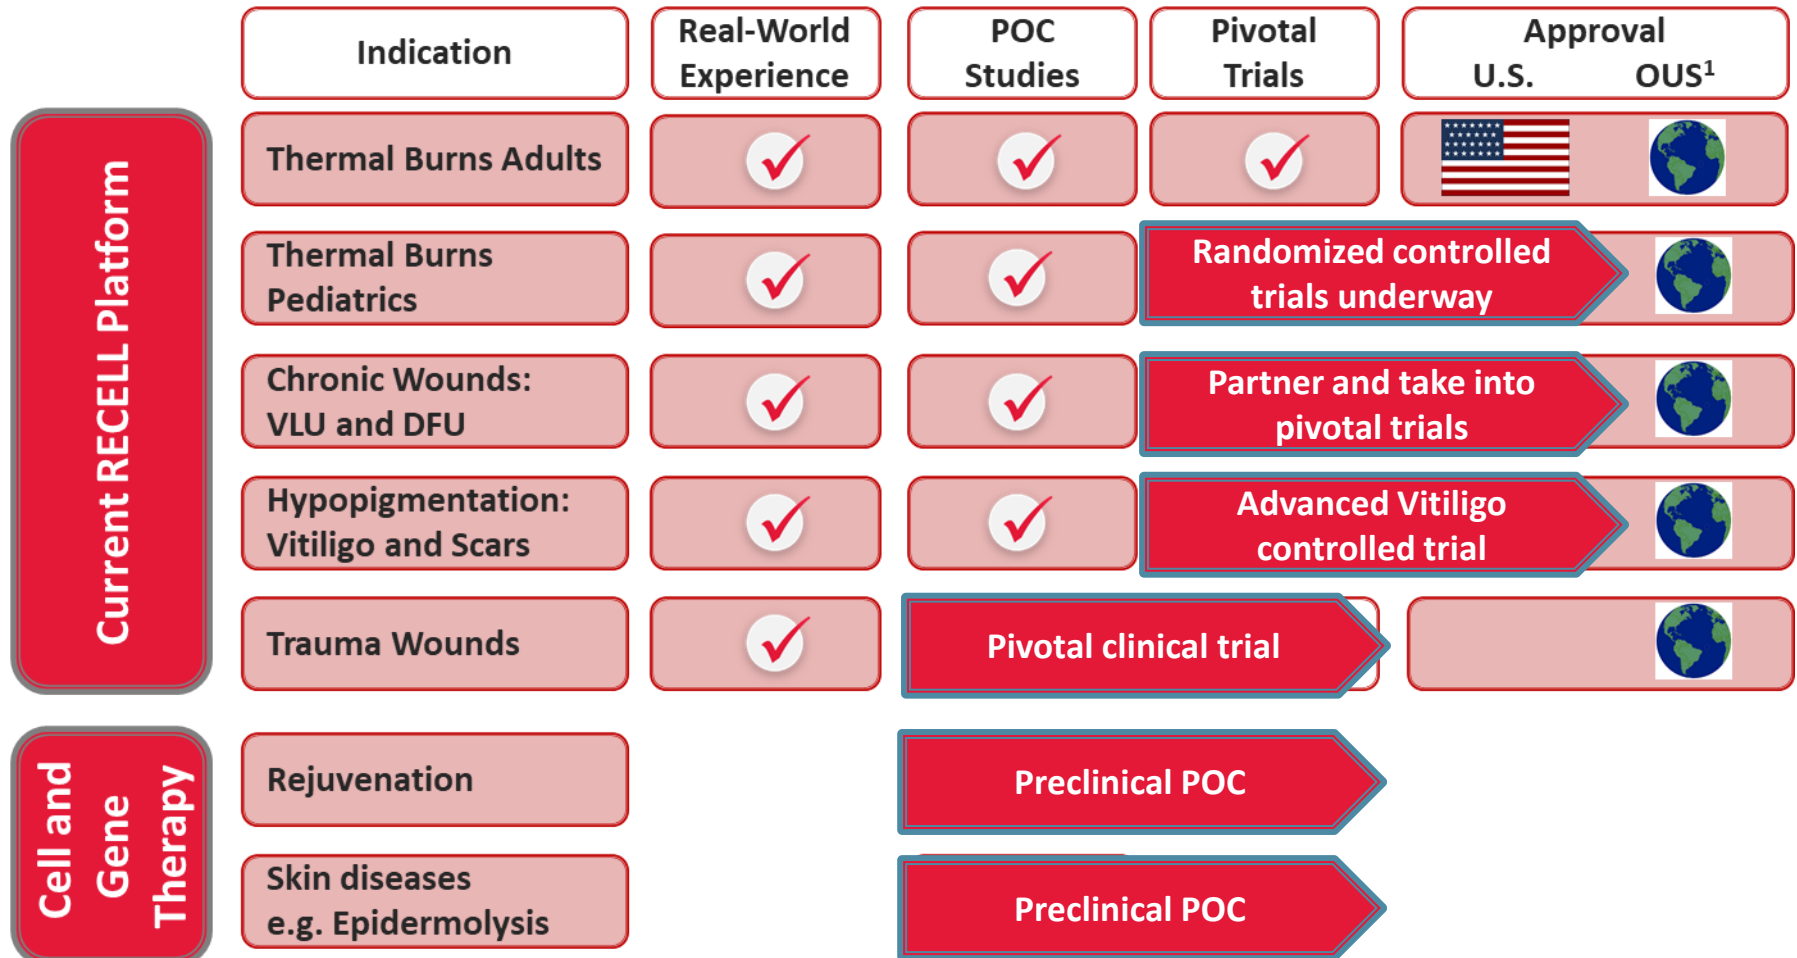 Indication
Real-World
Experience
POC
Studies
Pivotal
Trials
Approval
U.S. OUS1
Current RECELL Platform
Thermal Burns Adults
Thermal Burns
Pediatrics
Randomized controlled
trials underway
Chronic Wounds:
VLU and DFU
Partner and take into
pivotal trials
Hypopigmentation:
Vitiligo and Scars
Advanced Vitiligo
controlled trial
Trauma Wounds
Pivotal clinical trial
Cell and
Gene
Therapy
Rejuvenation
Preclinical POC
Skin diseases
e.g. Epidermolysis
Preclinical POC